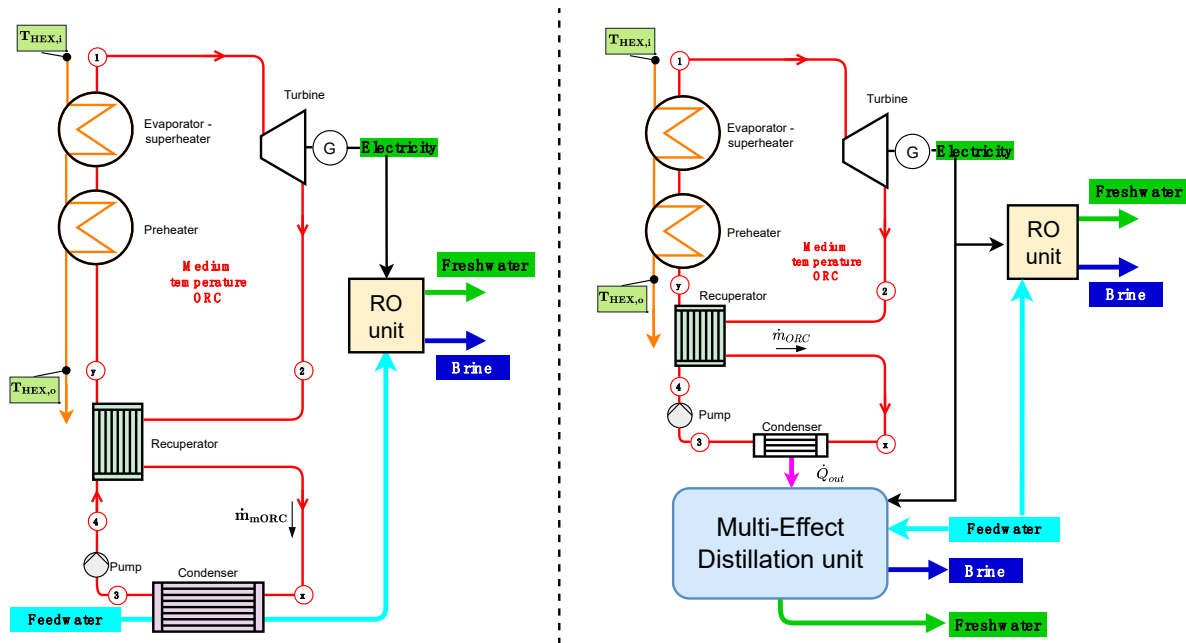 T_HEX,i
1
Turbine
Evaporator -
superheater
G
Electricity
Preheater
Medium
temperature
ORC
Freshwater
RO
unit
Brine
T_HEX,o
y
2
Recuperator
ṁ_mORC
4
Pump
Condenser
3
x
Feedwater
T_HEX,i
1
Turbine
Evaporator -
superheater
G
Electricity
Freshwater
RO
unit
Preheater
Medium
temperature
ORC
Brine
T_HEX,o
y
Recuperator
2
ṁ_ORC
4
Pump
Condenser
3
x
Q̇_out
Multi-Effect
Distillation unit
Feedwater
Brine
Freshwater